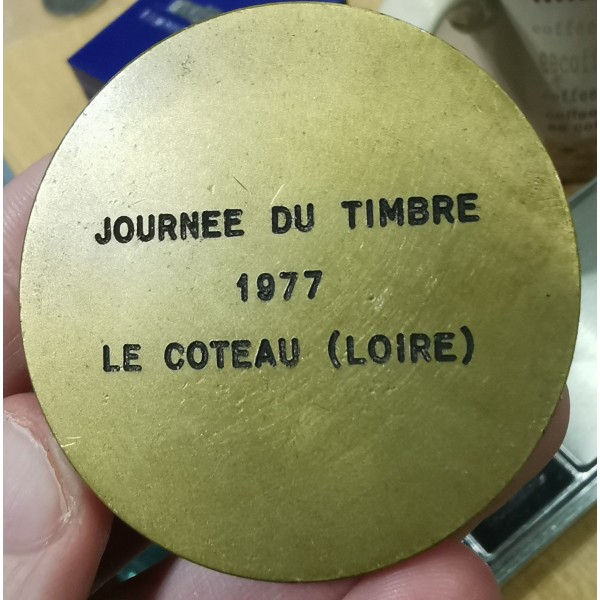 JOURNEE DU TIMBRE
1977
LE COTEAU (LOIRE)